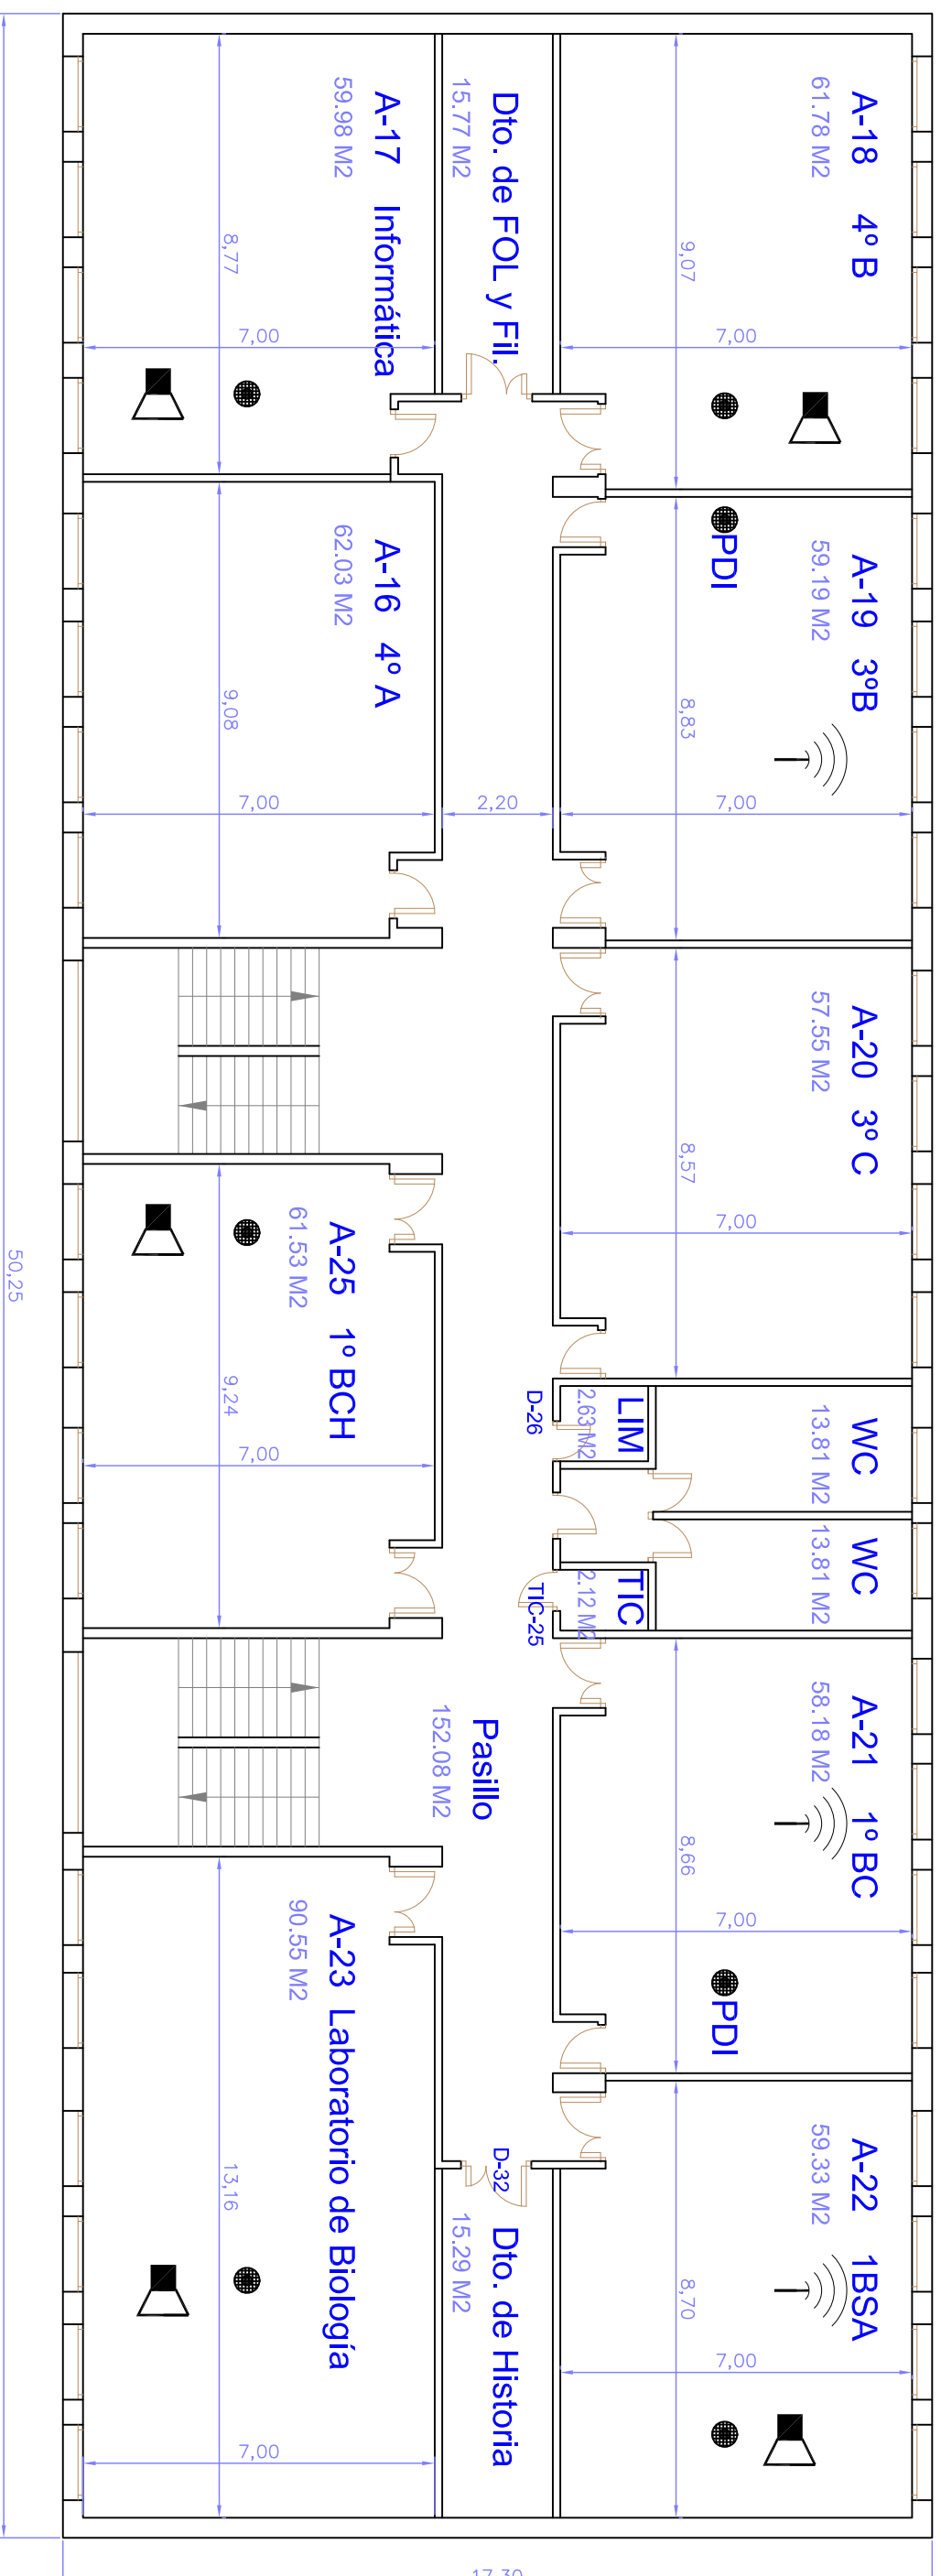 A-18 4º B
61.78 M2
9,07
7,00
A-19 3ºB
59.19 M2
PDI
8,83
7,00
A-20 3º C
57.55 M2
8,57
7,00
WC
13.81 M2
WC
13.81 M2
LIM
2.63 M2
D-26
TIC
2.12 M2
TIC-25
A-21 1º BC
58.18 M2
8,66
7,00
PDI
A-22 1BSA
59.33 M2
8,70
7,00
Dto. de FOL y Fil.
15.77 M2
2,20
Pasillo
152.08 M2
D-32
Dto. de Historia
15.29 M2
A-17 Informática
59.98 M2
8,77
7,00
A-16 4º A
62.03 M2
9,08
7,00
A-25 1º BCH
61.53 M2
9,24
7,00
A-23 Laboratorio de Biología
90.55 M2
13,16
7,00
50,25
17,30